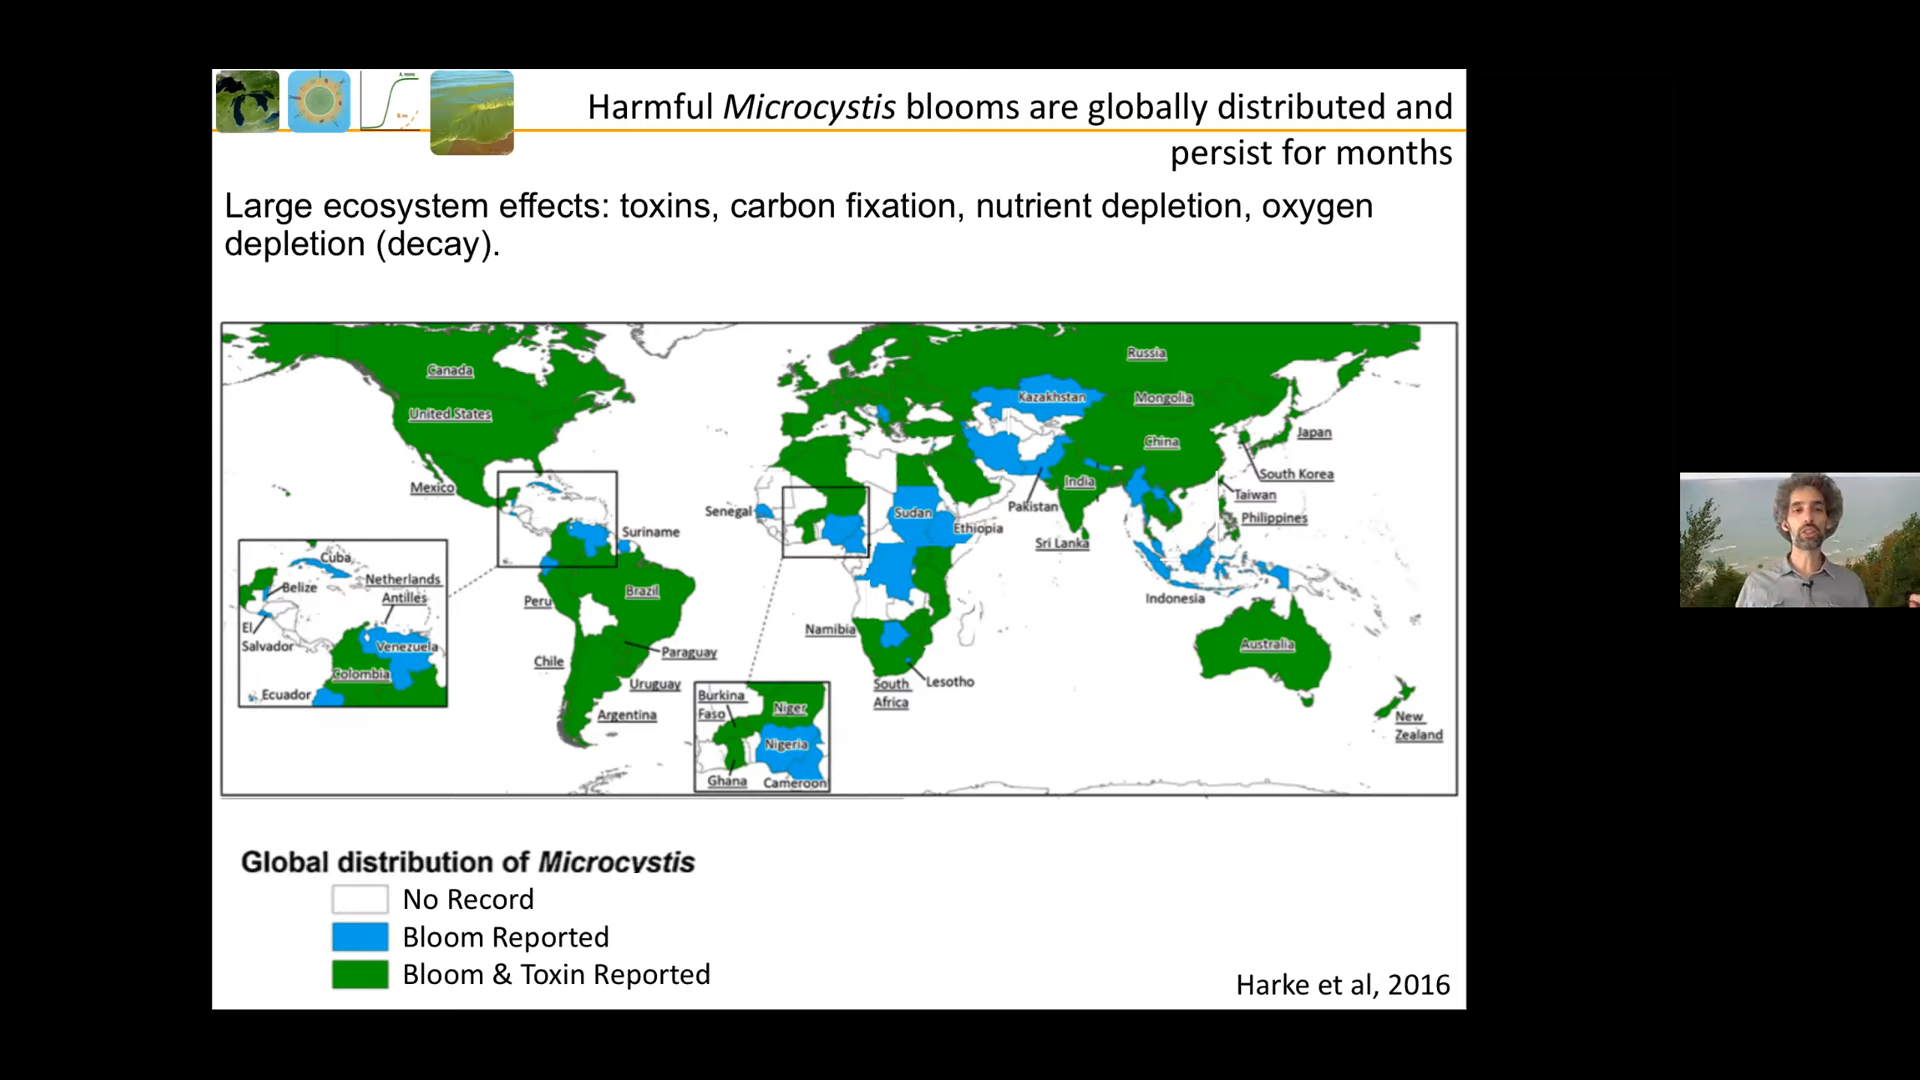 Harmful Microcystis blooms are globally distributed and
persist for months
Large ecosystem effects: toxins, carbon fixation, nutrient depletion, oxygen
depletion (decay).
Canada
United States
Mexico
Suriname
Peru
Brazil
Chile
Paraguay
Uruguay
Argentina
Cuba
Belize
Netherlands
Antilles
El
Salvador
Venezuela
Colombia
Ecuador
Senegal
Sudan
Ethiopia
Namibia
South
Africa
Lesotho
Burkina
Faso
Niger
Nigeria
Ghana
Cameroon
Russia
Kazakhstan
Mongolia
China
Japan
South Korea
Taiwan
Philippines
India
Pakistan
Sri Lanka
Indonesia
Australia
New
Zealand
Global distribution of Microcystis
No Record
Bloom Reported
Bloom & Toxin Reported
Harke et al, 2016